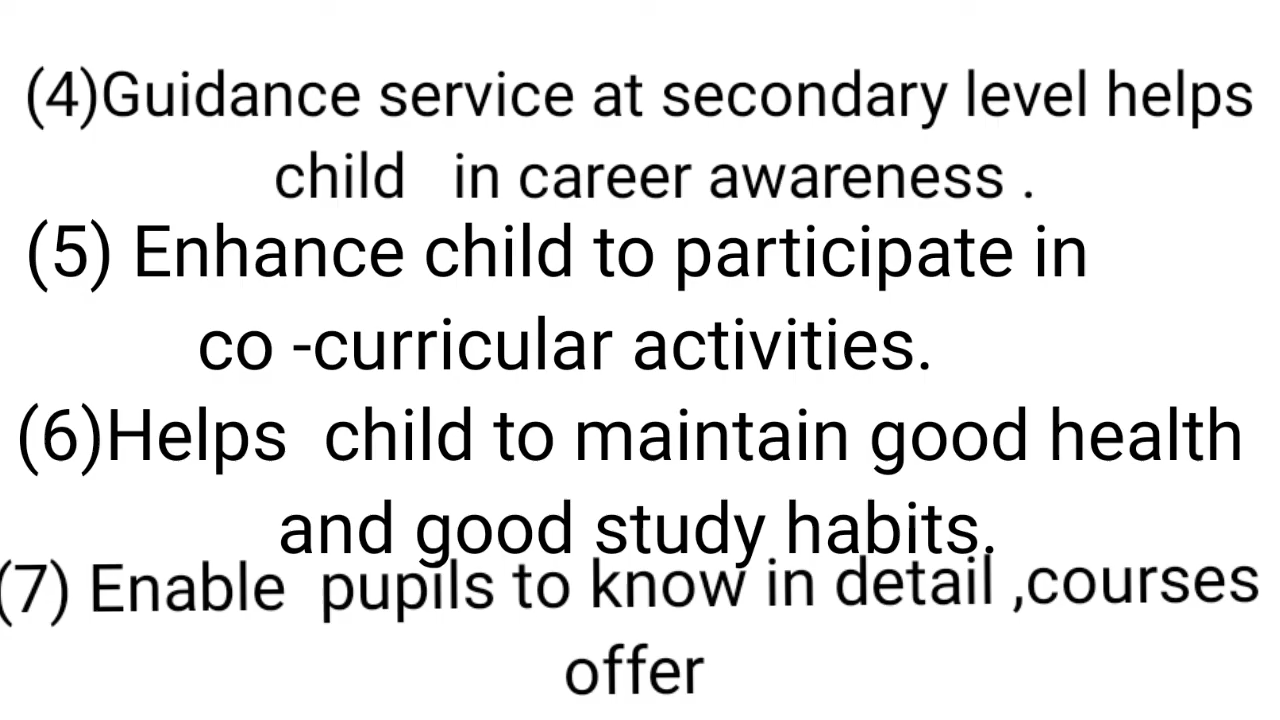 (4)Guidance service at secondary level helps
child in career awareness .
(5) Enhance child to participate in
co -curricular activities.
(6)Helps child to maintain good health
and good study habits.
(7) Enable pupils to know in detail ,courses
offer